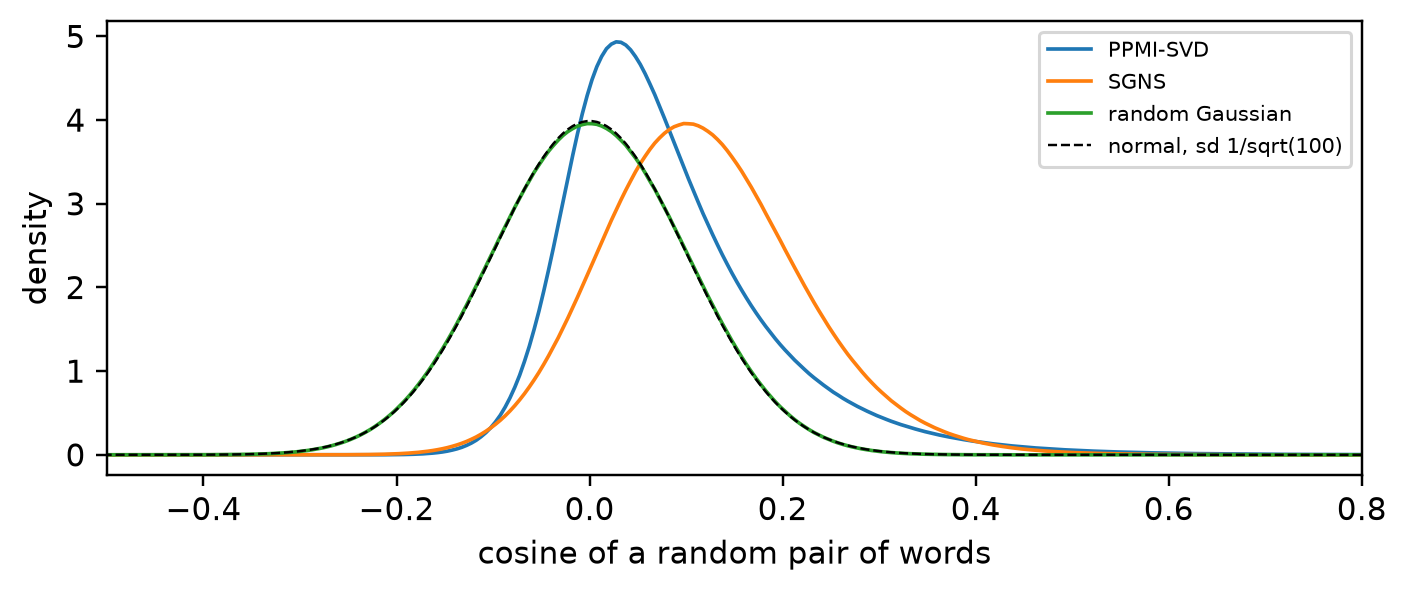 5
4
3
2
1
0
density
PPMI-SVD
SGNS
random Gaussian
normal, sd 1/sqrt(100)
−0.4 −0.2 0.0 0.2 0.4 0.6 0.8
cosine of a random pair of words